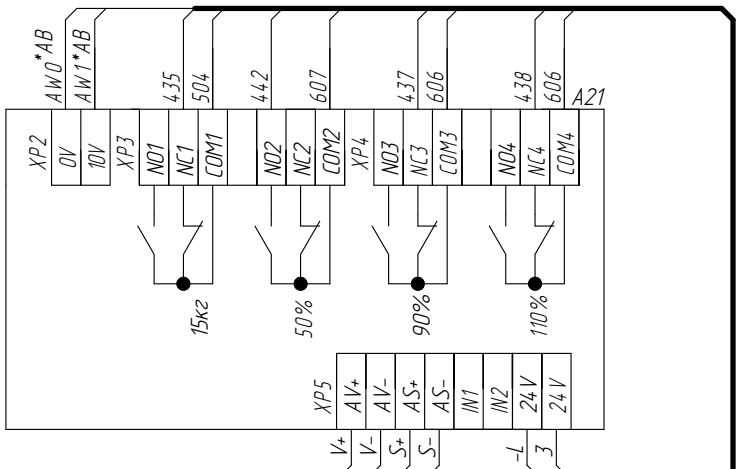 AW0*AB
AW1*AB
435
504
442
607
437
606
438
606
A21
XP2
0V
10V
XP3
NO1
NC1
COM1
NO2
NC2
COM2
XP4
NO3
NC3
COM3
NO4
NC4
COM4
15кг
50%
90%
110%
XP5
AV+
AV-
AS+
AS-
IN1
IN2
24V
24V
V+
V-
S+
S-
-L
3